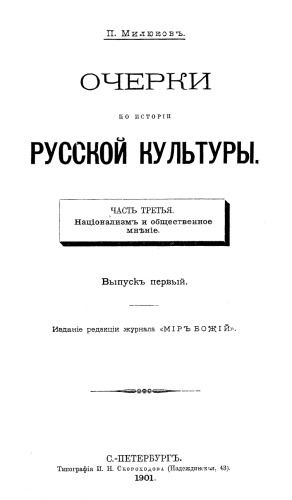 П. Милюковъ.
ОЧЕРКИ
ПО ИСТОРІИ
РУССКОЙ КУЛЬТУРЫ.
ЧАСТЬ ТРЕТЬЯ.
Націонализмъ и общественное
мнѣніе.
Выпускъ первый.
Изданіе редакціи журнала «МІРЪ БОЖІЙ».
С.-ПЕТЕРБУРГЪ.
Типографія И. Н. Скороходова (Надеждинская, 43).
1901.